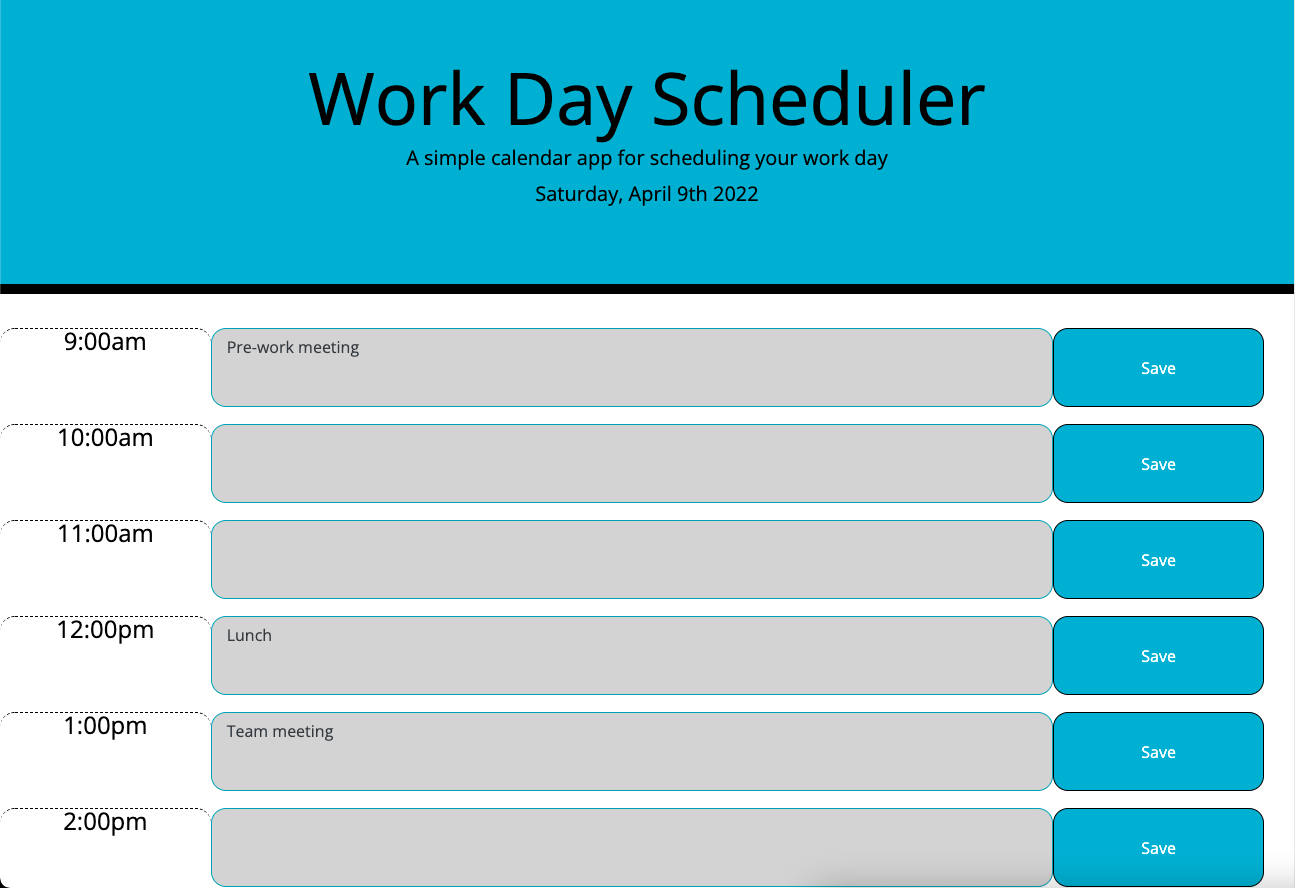 Work Day Scheduler
A simple calendar app for scheduling your work day
Saturday, April 9th 2022
9:00am
Pre-work meeting
Save
10:00am
Save
11:00am
Save
12:00pm
Lunch
Save
1:00pm
Team meeting
Save
2:00pm
Save